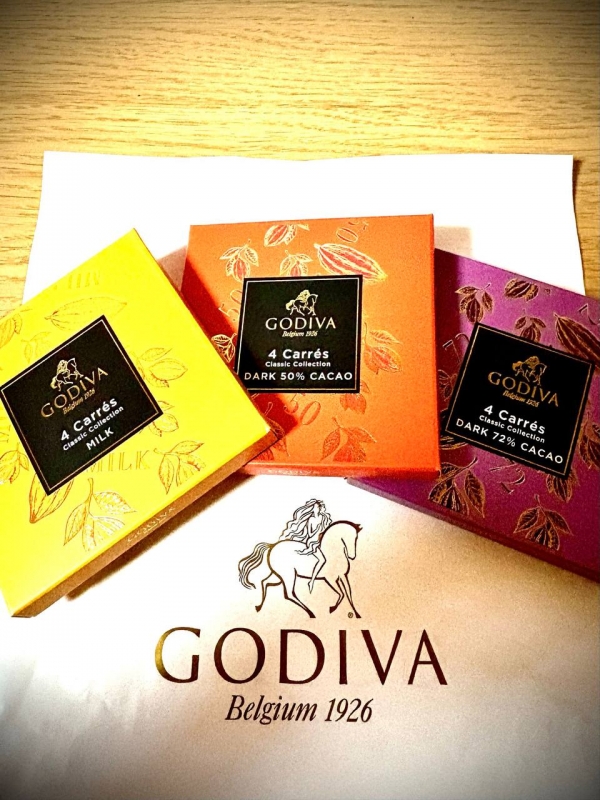 GODIVA
Belgium 1926
4 Carrés
Classic Collection
MILK
MILK
GODIVA
Belgium 1926
4 Carrés
Classic Collection
DARK 50% CACAO
GODIVA
Belgium 1926
4 Carrés
Classic Collection
DARK 72% CACAO
GODIVA
Belgium 1926